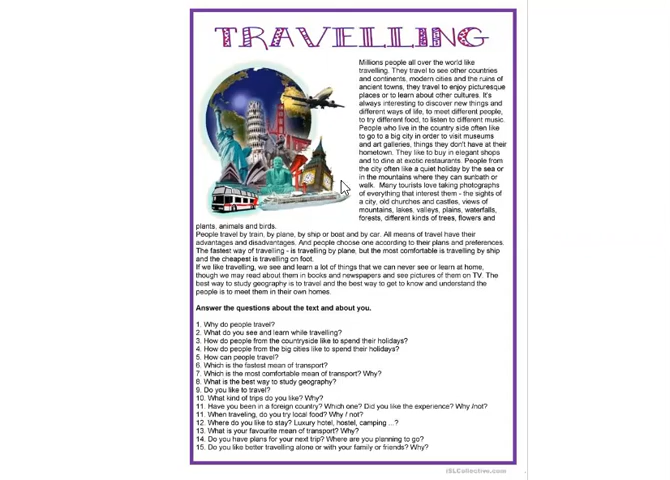 TRAVELLING
Millions people all over the world like
travelling. They travel to see other countries
and continents, modern cities and the ruins of
ancient towns, they travel to enjoy picturesque
places or to learn about other cultures. It's
always interesting to discover new things and
different ways of life, to meet different people,
to try different food, to listen to different music.
People who live in the country side often like
to go to a big city in order to visit museums
and art galleries, things they don't have at their
hometown. They like to buy in elegant shops
and to dine at exotic restaurants. People from
the city often like a quiet holiday by the sea or
in the mountains where they can sunbath or
walk. Many tourists love taking photographs
of everything that interest them - the sights of
a city, old churches and castles, views of
mountains, lakes, valleys, plains, waterfalls,
forests, different kinds of trees, flowers and
plants, animals and birds.
People travel by train, by plane, by ship or boat and by car. All means of travel have their
advantages and disadvantages. And people choose one according to their plans and preferences.
The fastest way of travelling - is travelling by plane, but the most comfortable is travelling by ship
and the cheapest is travelling on foot.
If we like travelling, we see and learn a lot of things that we can never see or learn at home,
though we may read about them in books and newspapers and see pictures of them on TV. The
best way to study geography is to travel and the best way to get to know and understand the
people is to meet them in their own homes.
Answer the questions about the text and about you.
1. Why do people travel?
2. What do you see and learn while travelling?
3. How do people from the countryside like to spend their holidays?
4. How do people from the big cities like to spend their holidays?
5. How can people travel?
6. Which is the fastest mean of transport?
7. Which is the most comfortable mean of transport? Why?
8. What is the best way to study geography?
9. Do you like to travel?
10. What kind of trips do you like? Why?
11. Have you been in a foreign country? Which one? Did you like the experience? Why /not?
11. When traveling, do you try local food? Why / not?
12. Where do you like to stay? Luxury hotel, hostel, camping ...?
13. What is your favourite mean of transport? Why?
14. Do you have plans for your next trip? Where are you planning to go?
15. Do you like better travelling alone or with your family or friends? Why?
iSLCollective.com